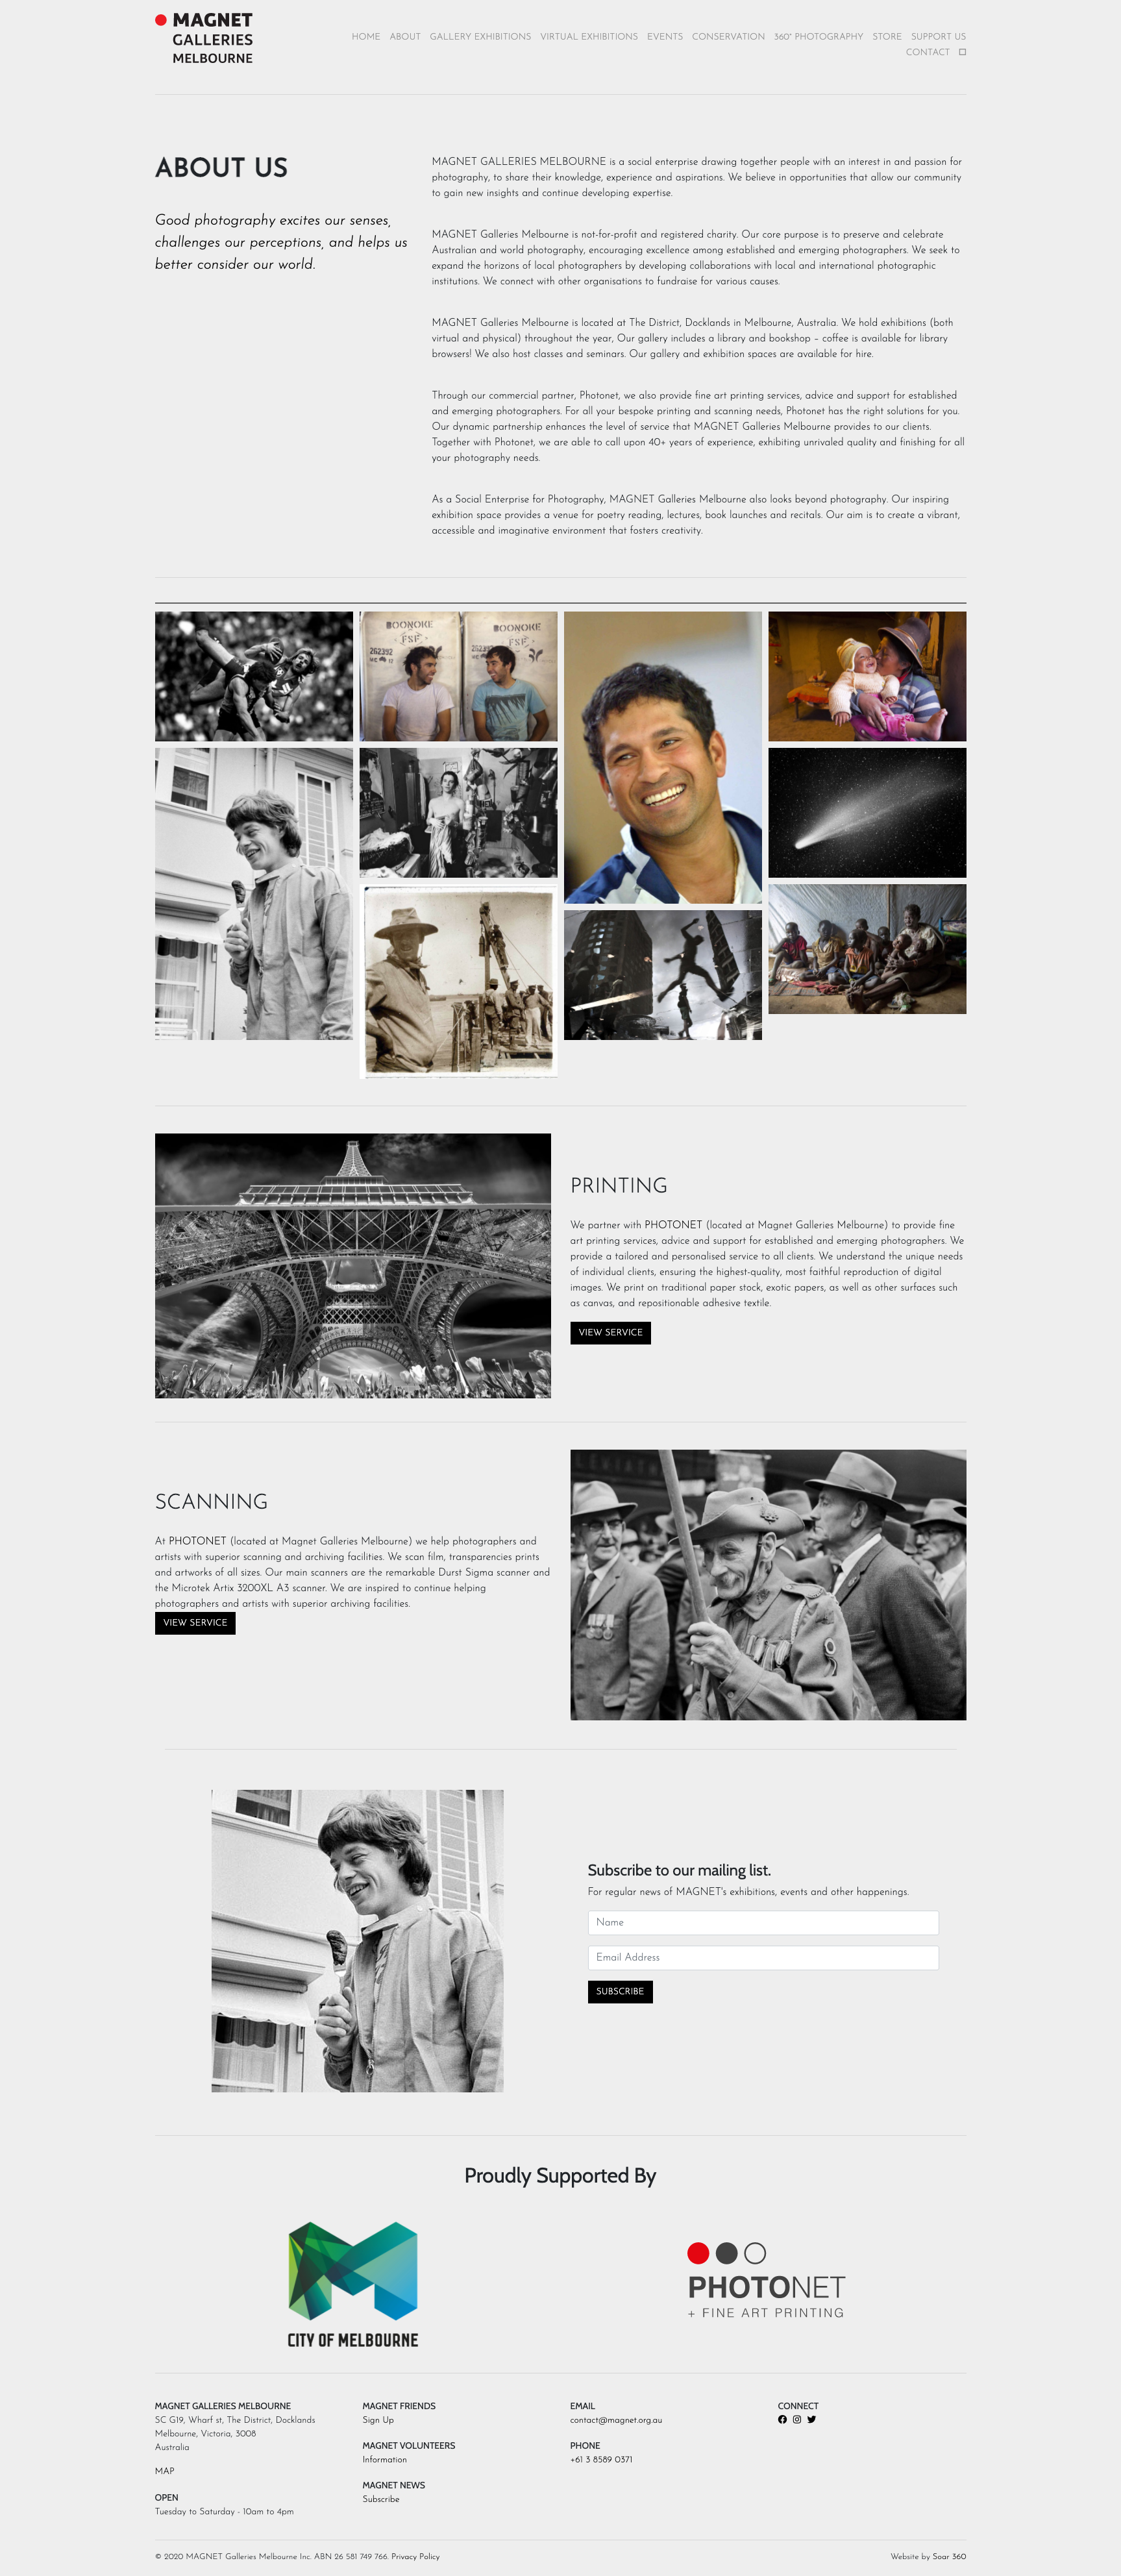 MAGNET
GALLERIES
MELBOURNE
HOME ABOUT GALLERY EXHIBITIONS VIRTUAL EXHIBITIONS EVENTS CONSERVATION 360° PHOTOGRAPHY STORE SUPPORT US
CONTACT
ABOUT US
Good photography excites our senses,
challenges our perceptions, and helps us
better consider our world.
MAGNET GALLERIES MELBOURNE is a social enterprise drawing together people with an interest in and passion for
photography, to share their knowledge, experience and aspirations. We believe in opportunities that allow our community
to gain new insights and continue developing expertise.
MAGNET Galleries Melbourne is not-for-profit and registered charity. Our core purpose is to preserve and celebrate
Australian and world photography, encouraging excellence among established and emerging photographers. We seek to
expand the horizons of local photographers by developing collaborations with local and international photographic
institutions. We connect with other organisations to fundraise for various causes.
MAGNET Galleries Melbourne is located at The District, Docklands in Melbourne, Australia. We hold exhibitions (both
virtual and physical) throughout the year, Our gallery includes a library and bookshop – coffee is available for library
browsers! We also host classes and seminars. Our gallery and exhibition spaces are available for hire.
Through our commercial partner, Photonet, we also provide fine art printing services, advice and support for established
and emerging photographers. For all your bespoke printing and scanning needs, Photonet has the right solutions for you.
Our dynamic partnership enhances the level of service that MAGNET Galleries Melbourne provides to our clients.
Together with Photonet, we are able to call upon 40+ years of experience, exhibiting unrivaled quality and finishing for all
your photography needs.
As a Social Enterprise for Photography, MAGNET Galleries Melbourne also looks beyond photography. Our inspiring
exhibition space provides a venue for poetry reading, lectures, book launches and recitals. Our aim is to create a vibrant,
accessible and imaginative environment that fosters creativity.
BOONOKE
FSF
262392
BOONOKE
FSF
PRINTING
We partner with PHOTONET (located at Magnet Galleries Melbourne) to provide fine
art printing services, advice and support for established and emerging photographers. We
provide a tailored and personalised service to all clients. We understand the unique needs
of individual clients, ensuring the highest-quality, most faithful reproduction of digital
images. We print on traditional paper stock, exotic papers, as well as other surfaces such
as canvas, and repositionable adhesive textile.
VIEW SERVICE
SCANNING
At PHOTONET (located at Magnet Galleries Melbourne) we help photographers and
artists with superior scanning and archiving facilities. We scan film, transparencies prints
and artworks of all sizes. Our main scanners are the remarkable Durst Sigma scanner and
the Microtek Artix 3200XL A3 scanner. We are inspired to continue helping
photographers and artists with superior archiving facilities.
VIEW SERVICE
Subscribe to our mailing list.
For regular news of MAGNET's exhibitions, events and other happenings.
Name
Email Address
SUBSCRIBE
Proudly Supported By
CITY OF MELBOURNE
PHOTONET
+ FINE ART PRINTING
MAGNET GALLERIES MELBOURNE
SC G19, Wharf st, The District, Docklands
Melbourne, Victoria, 3008
Australia
MAP
OPEN
Tuesday to Saturday - 10am to 4pm
MAGNET FRIENDS
Sign Up
MAGNET VOLUNTEERS
Information
MAGNET NEWS
Subscribe
EMAIL
contact@magnet.org.au
PHONE
+61 3 8589 0371
CONNECT
© 2020 MAGNET Galleries Melbourne Inc. ABN 26 581 749 766. Privacy Policy
Website by Soar 360